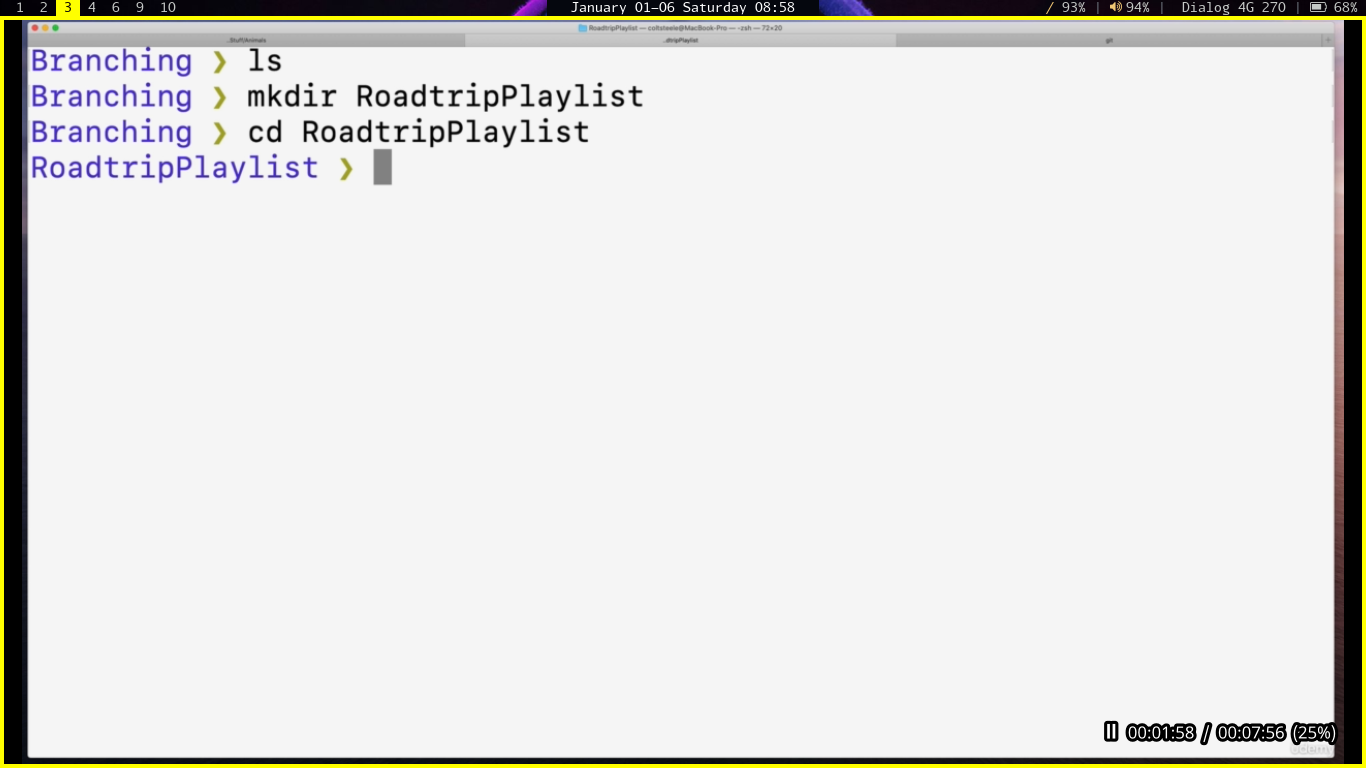 1 2 3 4 6 9 10 January 01-06 Saturday 08:58 / 93% | 94% | Dialog 4G 270 | 68%
RoadtripPlaylist — coltsteele@MacBook-Pro — -zsh — 72×20
..Stuff/Animals ..dtripPlaylist git +
Branching ❯ ls
Branching ❯ mkdir RoadtripPlaylist
Branching ❯ cd RoadtripPlaylist
RoadtripPlaylist ❯
00:01:58 / 00:07:56 (25%)
udemy